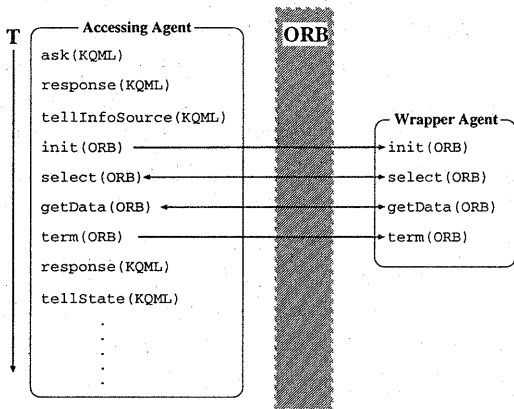 T
Accessing Agent
ask(KQML)
response(KQML)
tellInfoSource(KQML)
init(ORB)
select(ORB)
getData(ORB)
term(ORB)
response(KQML)
tellState(KQML)
ORB
Wrapper Agent
init(ORB)
select(ORB)
getData(ORB)
term(ORB)